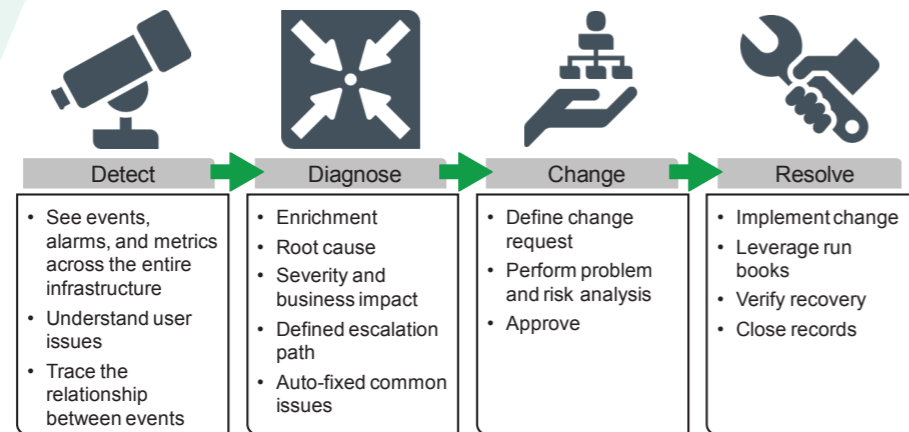 Detect
Diagnose
Change
Resolve
• See events,
alarms, and metrics
across the entire
infrastructure
• Understand user
issues
• Trace the
relationship
between events
• Enrichment
• Root cause
• Severity and
business impact
• Defined escalation
path
• Auto-fixed common
issues
• Define change
request
• Perform problem
and risk analysis
• Approve
• Implement change
• Leverage run
books
• Verify recovery
• Close records